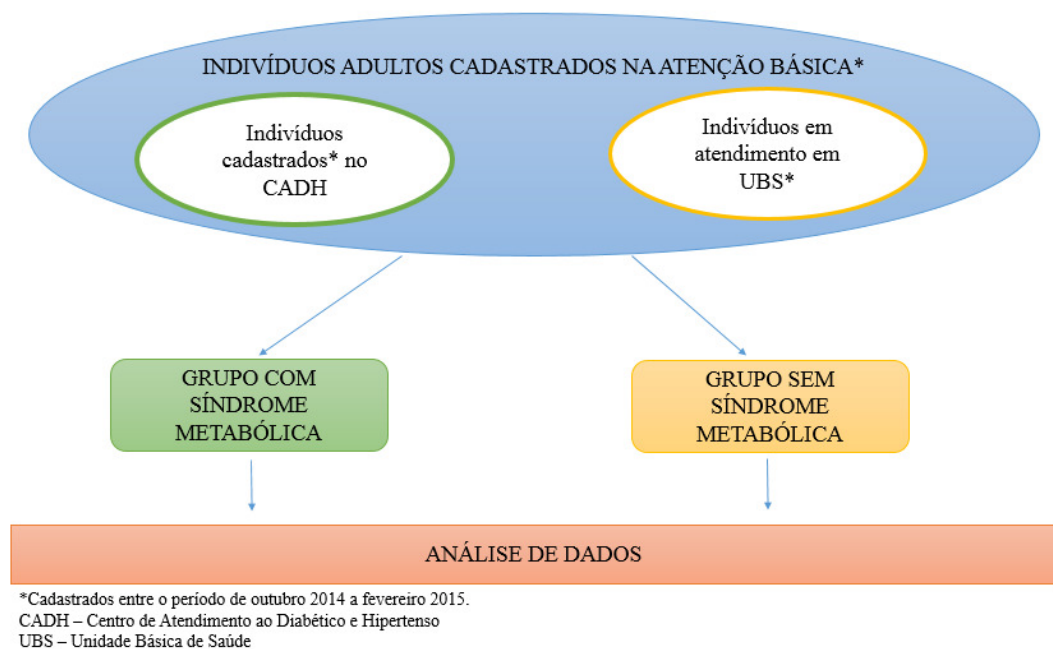 INDIVÍDUOS ADULTOS CADASTRADOS NA ATENÇÃO BÁSICA*
Indivíduos
cadastrados* no
CADH
Indivíduos em
atendimento em
UBS*
GRUPO COM
SÍNDROME
METABÓLICA
GRUPO SEM
SÍNDROME
METABÓLICA
ANÁLISE DE DADOS
*Cadastrados entre o período de outubro 2014 a fevereiro 2015.
CADH – Centro de Atendimento ao Diabético e Hipertenso
UBS – Unidade Básica de Saúde